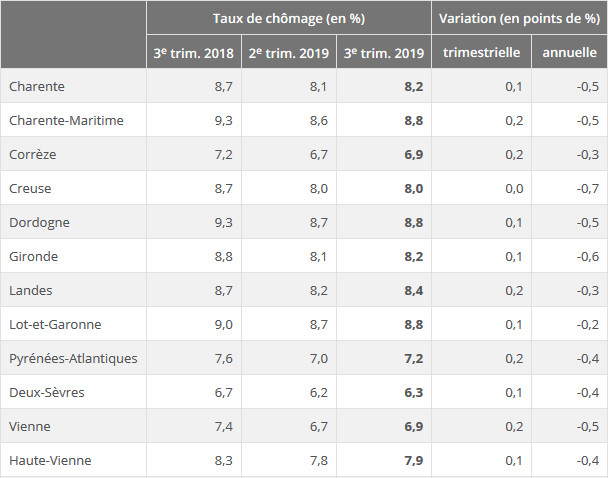 Taux de chômage (en %) Variation (en points de %)
3e trim. 2018 2e trim. 2019 3e trim. 2019 trimestrielle annuelle
Charente 8,7 8,1 8,2 0,1 -0,5
Charente-Maritime 9,3 8,6 8,8 0,2 -0,5
Corrèze 7,2 6,7 6,9 0,2 -0,3
Creuse 8,7 8,0 8,0 0,0 -0,7
Dordogne 9,3 8,7 8,8 0,1 -0,5
Gironde 8,8 8,1 8,2 0,1 -0,6
Landes 8,7 8,2 8,4 0,2 -0,3
Lot-et-Garonne 9,0 8,7 8,8 0,1 -0,2
Pyrénées-Atlantiques 7,6 7,0 7,2 0,2 -0,4
Deux-Sèvres 6,7 6,2 6,3 0,1 -0,4
Vienne 7,4 6,7 6,9 0,2 -0,5
Haute-Vienne 8,3 7,8 7,9 0,1 -0,4